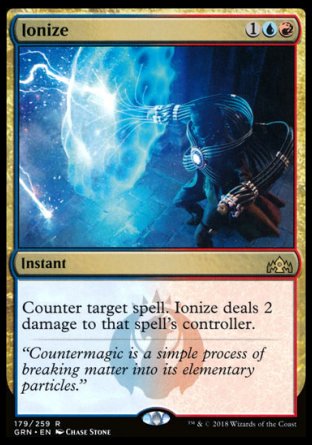 Ionize
1
Instant
Counter target spell. Ionize deals 2
damage to that spell's controller.
"Countermagic is a simple process of
breaking matter into its elementary
particles."
179/259 R
GRN • EN Chase Stone
™ & © 2018 Wizards of the Coast